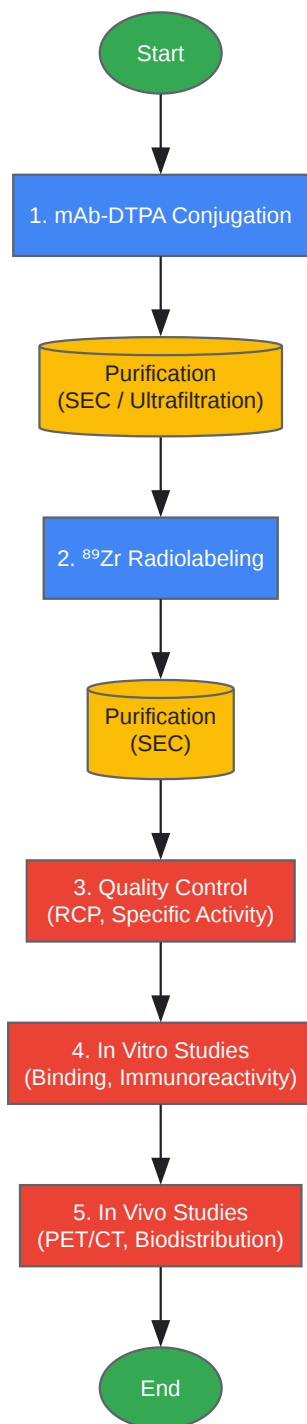 Start
1. mAb-DTPA Conjugation
Purification
(SEC / Ultrafiltration)
2. ⁸⁹Zr Radiolabeling
Purification
(SEC)
3. Quality Control
(RCP, Specific Activity)
4. In Vitro Studies
(Binding, Immunoreactivity)
5. In Vivo Studies
(PET/CT, Biodistribution)
End